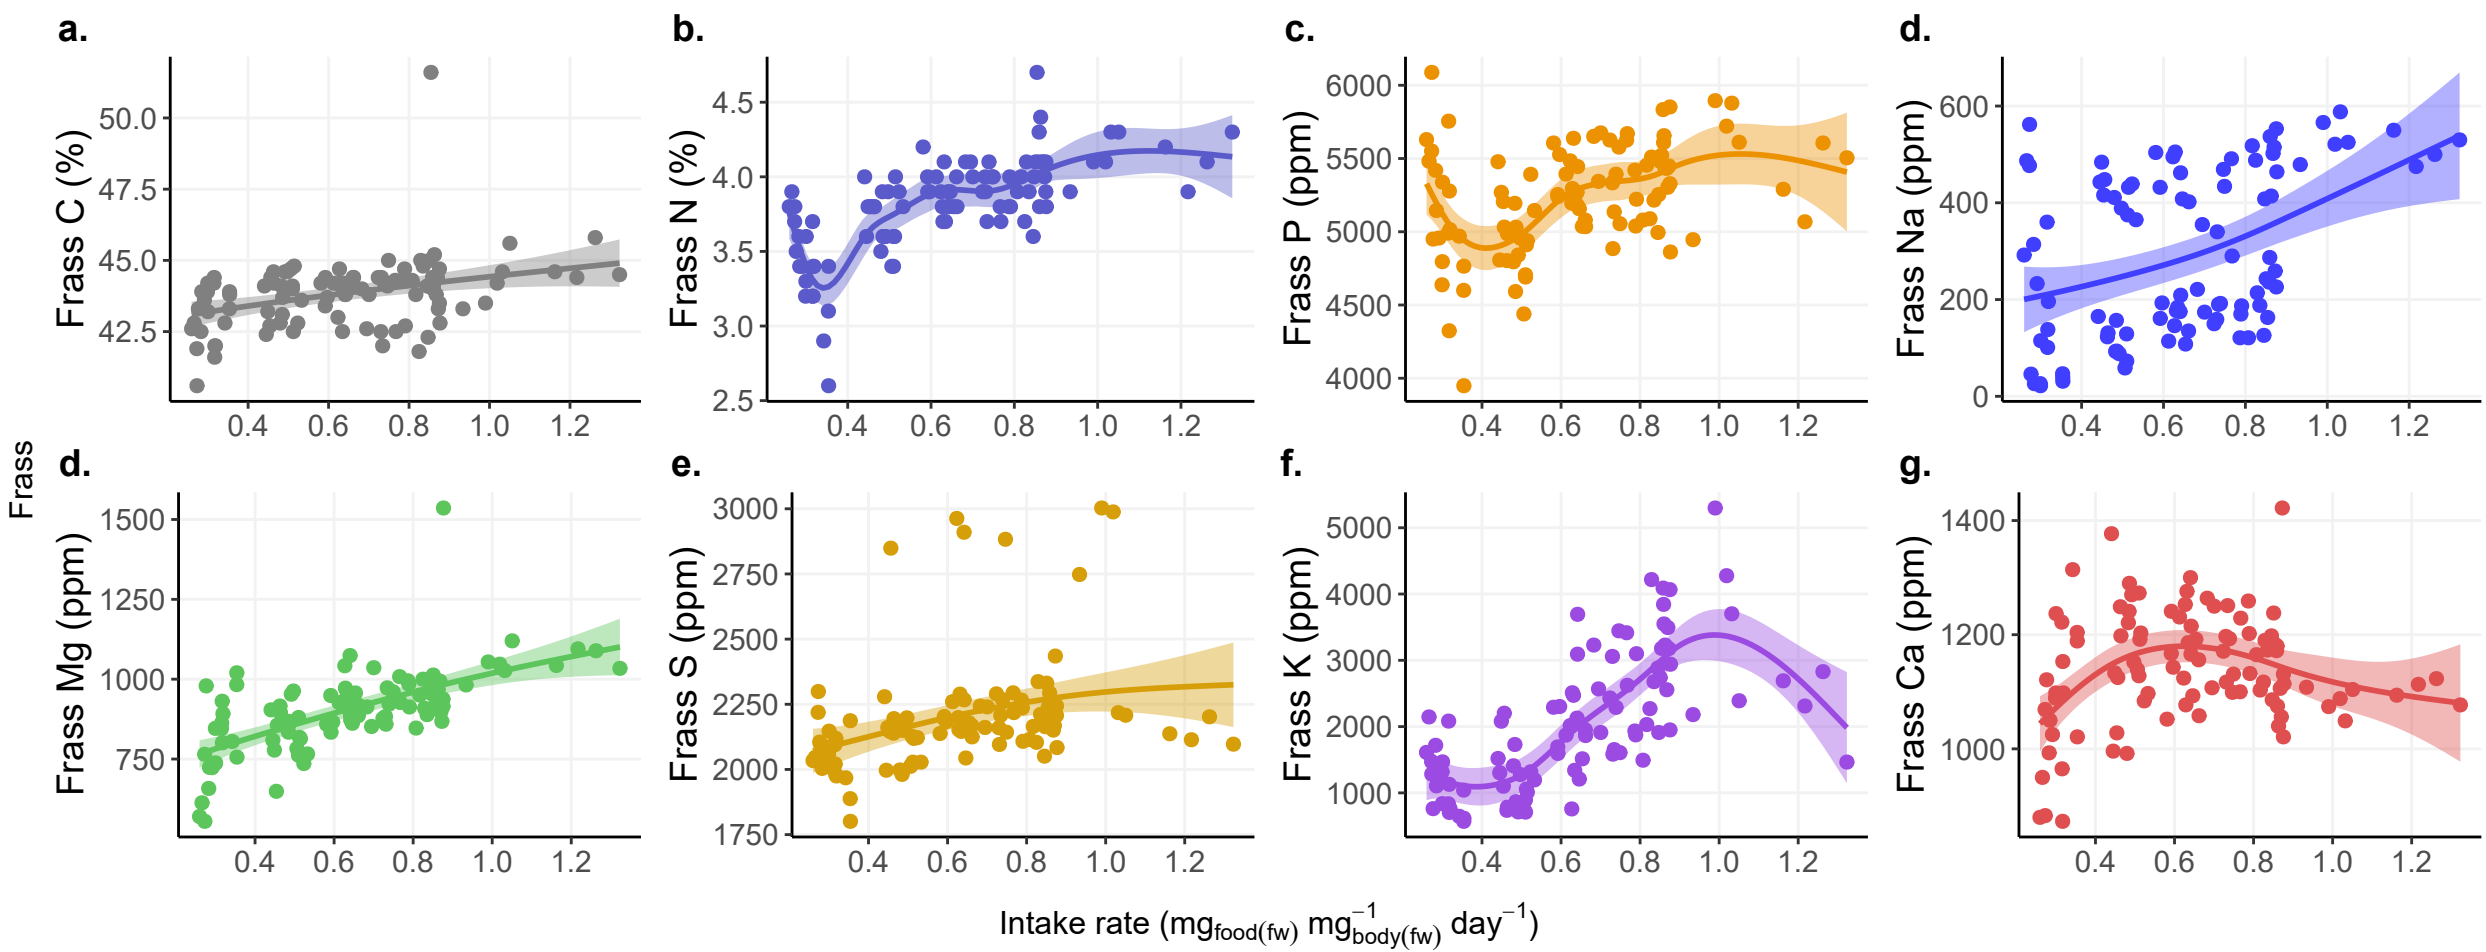 a.
Frass C (%)
50.0
47.5
45.0
42.5
0.4 0.6 0.8 1.0 1.2
b.
Frass N (%)
4.5
4.0
3.5
3.0
2.5
0.4 0.6 0.8 1.0 1.2
c.
Frass P (ppm)
6000
5500
5000
4500
4000
0.4 0.6 0.8 1.0 1.2
d.
Frass Na (ppm)
600
400
200
0
0.4 0.6 0.8 1.0 1.2
Frass
d.
Frass Mg (ppm)
1500
1250
1000
750
0.4 0.6 0.8 1.0 1.2
e.
Frass S (ppm)
3000
2750
2500
2250
2000
1750
0.4 0.6 0.8 1.0 1.2
f.
Frass K (ppm)
5000
4000
3000
2000
1000
0.4 0.6 0.8 1.0 1.2
g.
Frass Ca (ppm)
1400
1200
1000
0.4 0.6 0.8 1.0 1.2
Intake rate (mg food(fw) mg body(fw)⁻¹ day⁻¹)